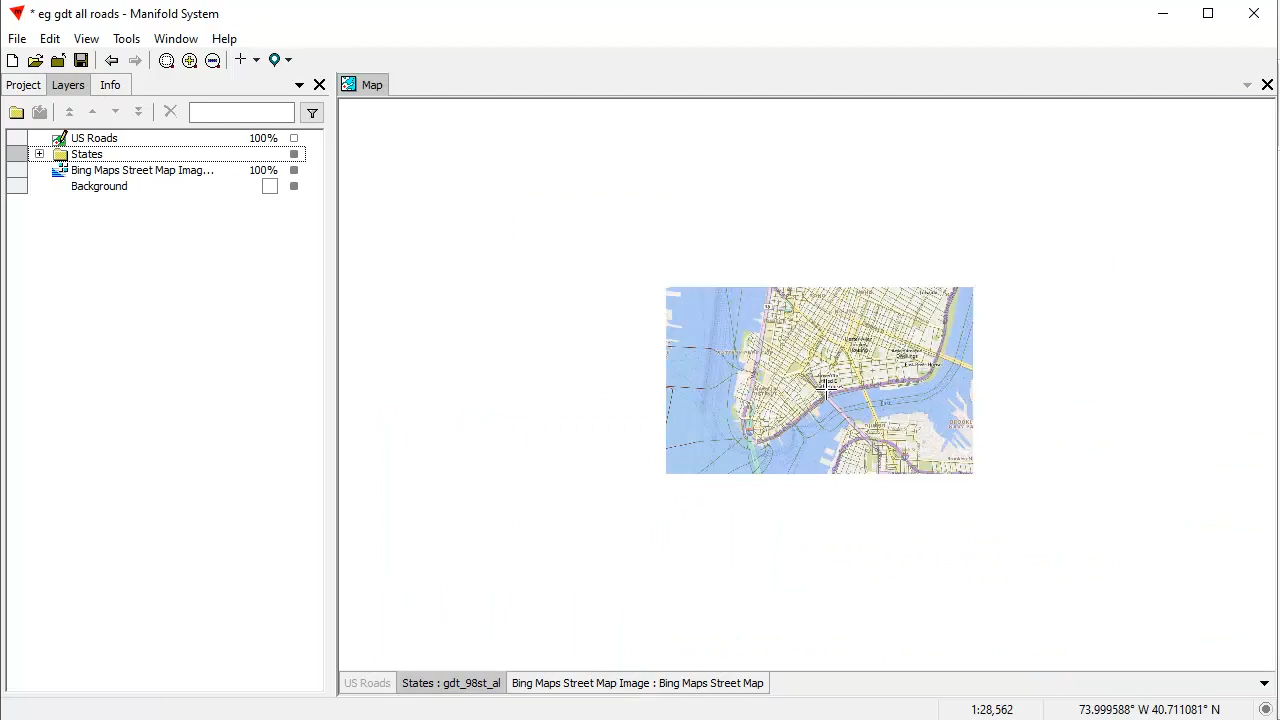 * eg gdt all roads - Manifold System
File Edit View Tools Window Help
Project Layers Info
Map
US Roads 100%
States
Bing Maps Street Map Imag... 100%
Background
US Roads States : gdt_98st_al Bing Maps Street Map Image : Bing Maps Street Map
1:28,562 73.999588° W 40.711081° N